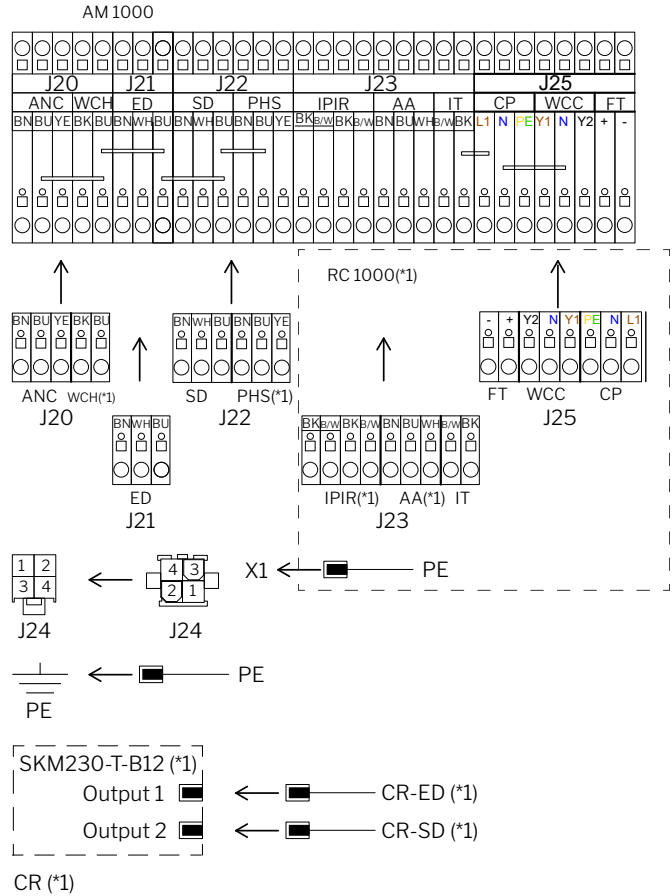 AM 1000
J20 J21 J22 J23 J25
ANC WCH ED SD PHS IPIR AA IT CP WCC FT
BN BU YE BK BU BN WH BU BN WH BU BN BU YE BK B/W BK B/W BN BU WH B/W BK L1 N PE Y1 N Y2 + -
RC 1000(*1)
BN BU YE BK BU
ANC WCH(*1)
J20
BN WH BU BN BU YE
SD PHS(*1)
J22
- + Y2 N Y1 PE N L1
FT WCC CP
J25
BN WH BU
ED
J21
BK B/W BK B/W BN BU WH B/W BK
IPIR(*1) AA(*1) IT
J23
1 2
3 4
J24
4 3
2 1
J24
X1 PE
PE
PE
SKM230-T-B12 (*1)
Output 1 CR-ED (*1)
Output 2 CR-SD (*1)
CR (*1)